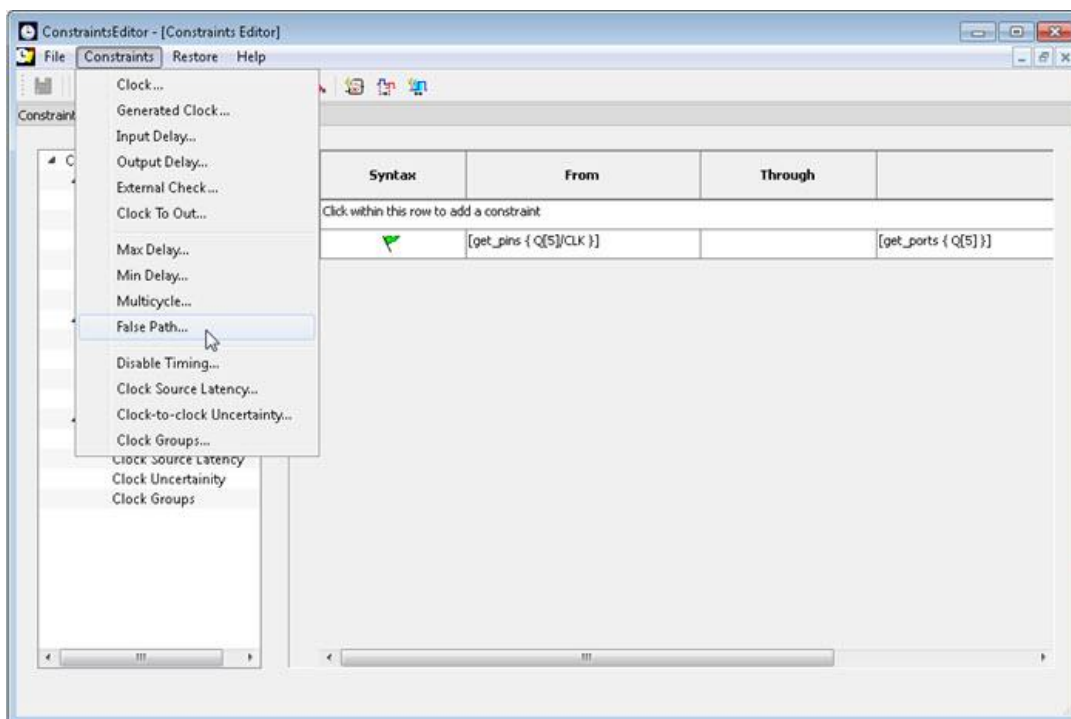 ConstraintsEditor - [Constraints Editor]
File Constraints Restore Help
Constraint
Clock...
Generated Clock...
Input Delay...
Output Delay...
External Check...
Clock To Out...
Max Delay...
Min Delay...
Multicycle...
False Path...
Disable Timing...
Clock Source Latency...
Clock-to-clock Uncertainty...
Clock Groups...
Clock Source Latency
Clock Uncertainity
Clock Groups
Syntax From Through
Click within this row to add a constraint
[get_pins { Q[5]/CLK }] [get_ports { Q[5] }]